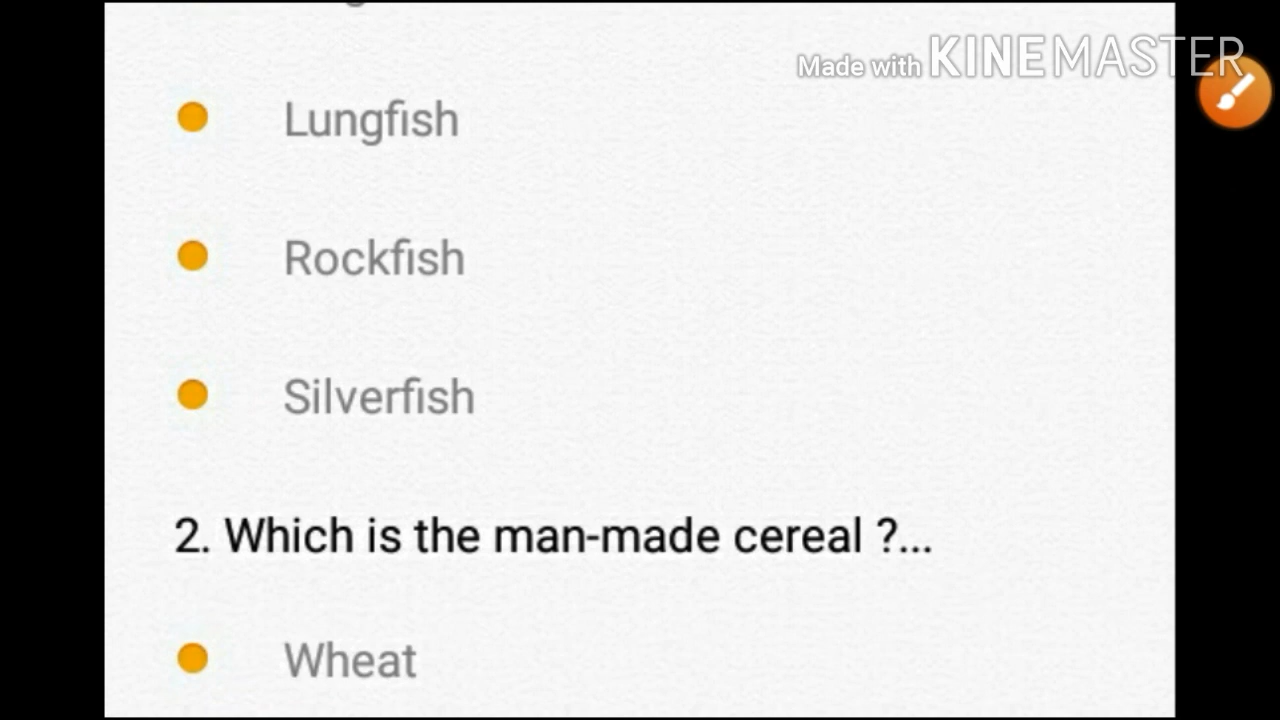 Made with KINEMASTER
Lungfish
Rockfish
Silverfish
2. Which is the man-made cereal ?...
Wheat